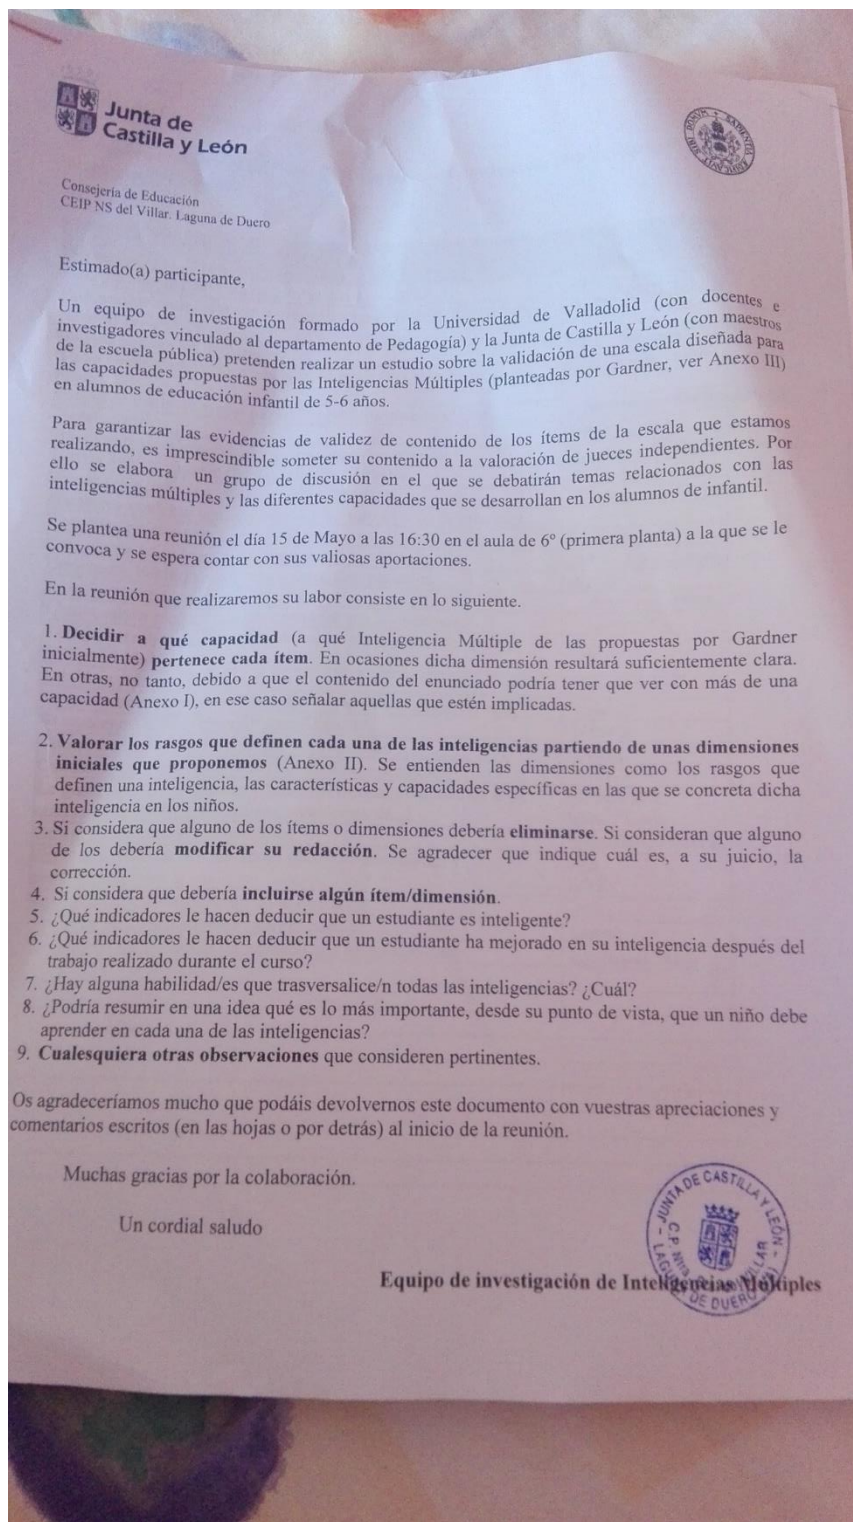 Junta de
Castilla y León
Consejería de Educación
CEIP NS del Villar. Laguna de Duero
Estimado(a) participante,
Un equipo de investigación formado por la Universidad de Valladolid (con docentes e
investigadores vinculado al departamento de Pedagogía) y la Junta de Castilla y León (con maestros
de la escuela pública) pretenden realizar un estudio sobre la validación de una escala diseñada para
las capacidades propuestas por las Inteligencias Múltiples (planteadas por Gardner, ver Anexo III)
en alumnos de educación infantil de 5-6 años.
Para garantizar las evidencias de validez de contenido de los ítems de la escala que estamos
realizando, es imprescindible someter su contenido a la valoración de jueces independientes. Por
ello se elabora un grupo de discusión en el que se debatirán temas relacionados con las
inteligencias múltiples y las diferentes capacidades que se desarrollan en los alumnos de infantil.
Se plantea una reunión el día 15 de Mayo a las 16:30 en el aula de 6º (primera planta) a la que se le
convoca y se espera contar con sus valiosas aportaciones.
En la reunión que realizaremos su labor consiste en lo siguiente.
1. Decidir a qué capacidad (a qué Inteligencia Múltiple de las propuestas por Gardner
inicialmente) pertenece cada ítem. En ocasiones dicha dimensión resultará suficientemente clara.
En otras, no tanto, debido a que el contenido del enunciado podría tener que ver con más de una
capacidad (Anexo I), en ese caso señalar aquellas que estén implicadas.
2. Valorar los rasgos que definen cada una de las inteligencias partiendo de unas dimensiones
iniciales que proponemos (Anexo II). Se entienden las dimensiones como los rasgos que
definen una inteligencia, las características y capacidades específicas en las que se concreta dicha
inteligencia en los niños.
3. Si considera que alguno de los ítems o dimensiones debería eliminarse. Si consideran que alguno
de los debería modificar su redacción. Se agradecer que indique cuál es, a su juicio, la
corrección.
4. Si considera que debería incluirse algún ítem/dimensión.
5. ¿Qué indicadores le hacen deducir que un estudiante es inteligente?
6. ¿Qué indicadores le hacen deducir que un estudiante ha mejorado en su inteligencia después del
trabajo realizado durante el curso?
7. ¿Hay alguna habilidad/es que trasversalice/n todas las inteligencias? ¿Cuál?
8. ¿Podría resumir en una idea qué es lo más importante, desde su punto de vista, que un niño debe
aprender en cada una de las inteligencias?
9. Cualesquiera otras observaciones que consideren pertinentes.
Os agradeceríamos mucho que podáis devolvernos este documento con vuestras apreciaciones y
comentarios escritos (en las hojas o por detrás) al inicio de la reunión.
Muchas gracias por la colaboración.
Un cordial saludo
Equipo de investigación de Inteligencias Múltiples
JUNTA DE CASTILLA Y LEÓN
C.P. VILLAR
LAGUNA DE DUERO